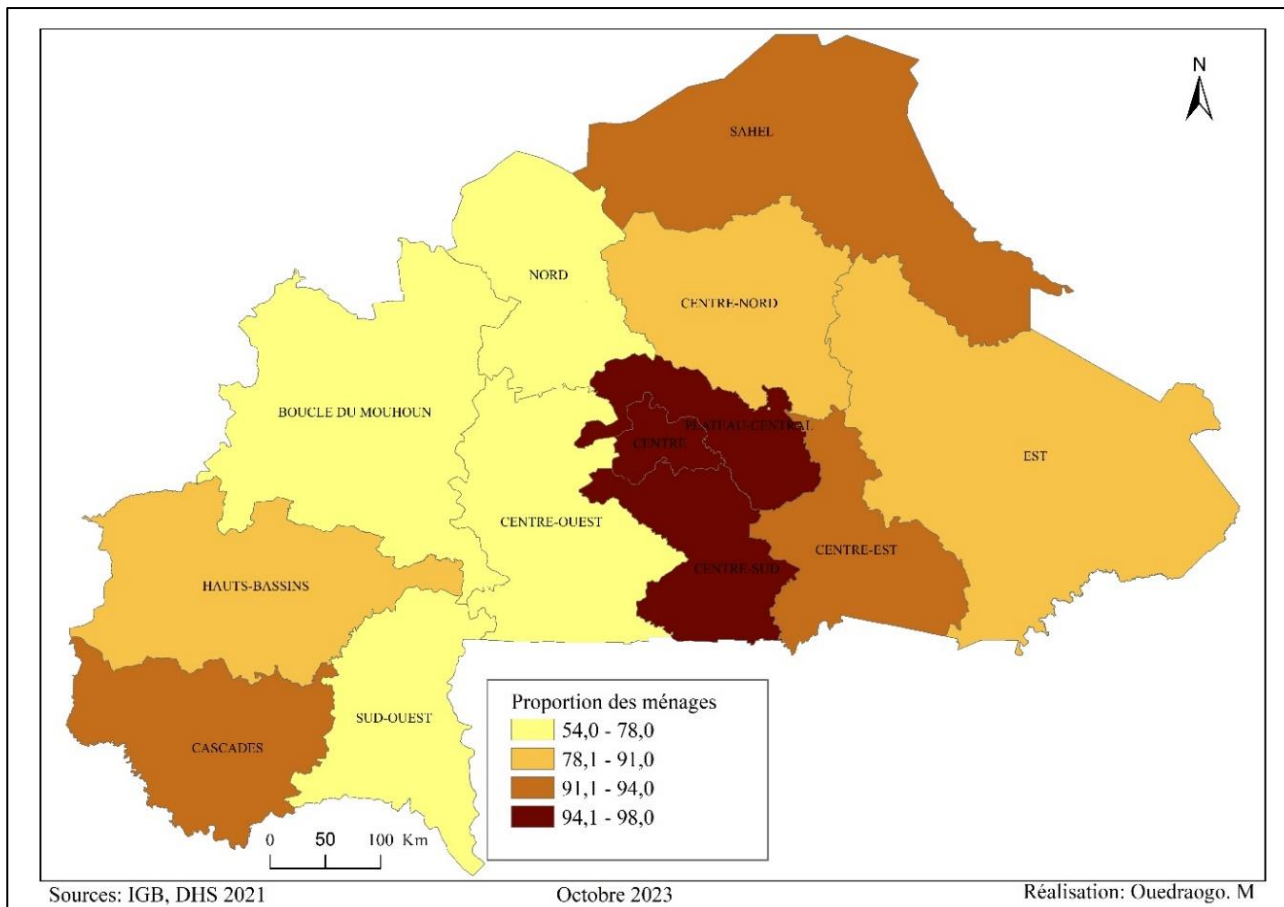 N
SAHEL
NORD
CENTRE-NORD
BOUCLE DU MOUHOUN
PLATEAU-CENTRAL
CENTRE
EST
CENTRE-OUEST
CENTRE-EST
CENTRE-SUD
HAUTS-BASSINS
SUD-OUEST
CASCADES
Proportion des ménages
54,0 - 78,0
78,1 - 91,0
91,1 - 94,0
94,1 - 98,0
0 50 100 Km
Sources: IGB, DHS 2021
Octobre 2023
Réalisation: Ouedraogo. M